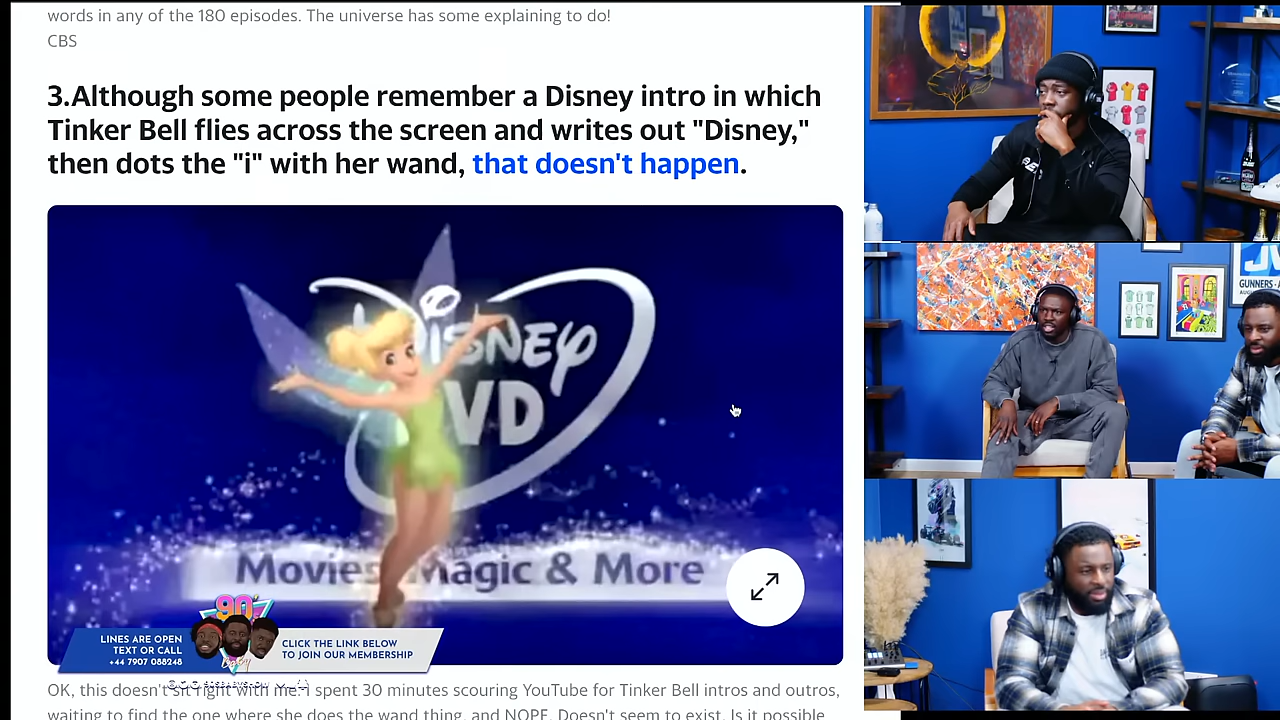 words in any of the 180 episodes. The universe has some explaining to do!
CBS
3.Although some people remember a Disney intro in which
Tinker Bell flies across the screen and writes out "Disney,"
then dots the "i" with her wand, that doesn't happen.
Disney
VD
Movies Magic & More
90
LINES ARE OPEN
TEXT OR CALL
+44 7907 088248
CLICK THE LINK BELOW
TO JOIN OUR MEMBERSHIP
OK, this doesn't sit right with me. I spent 30 minutes scouring YouTube for Tinker Bell intros and outros,
waiting to find the one where she does the wand thing, and NOPE. Doesn't seem to exist. Is it possible
GUNNERS